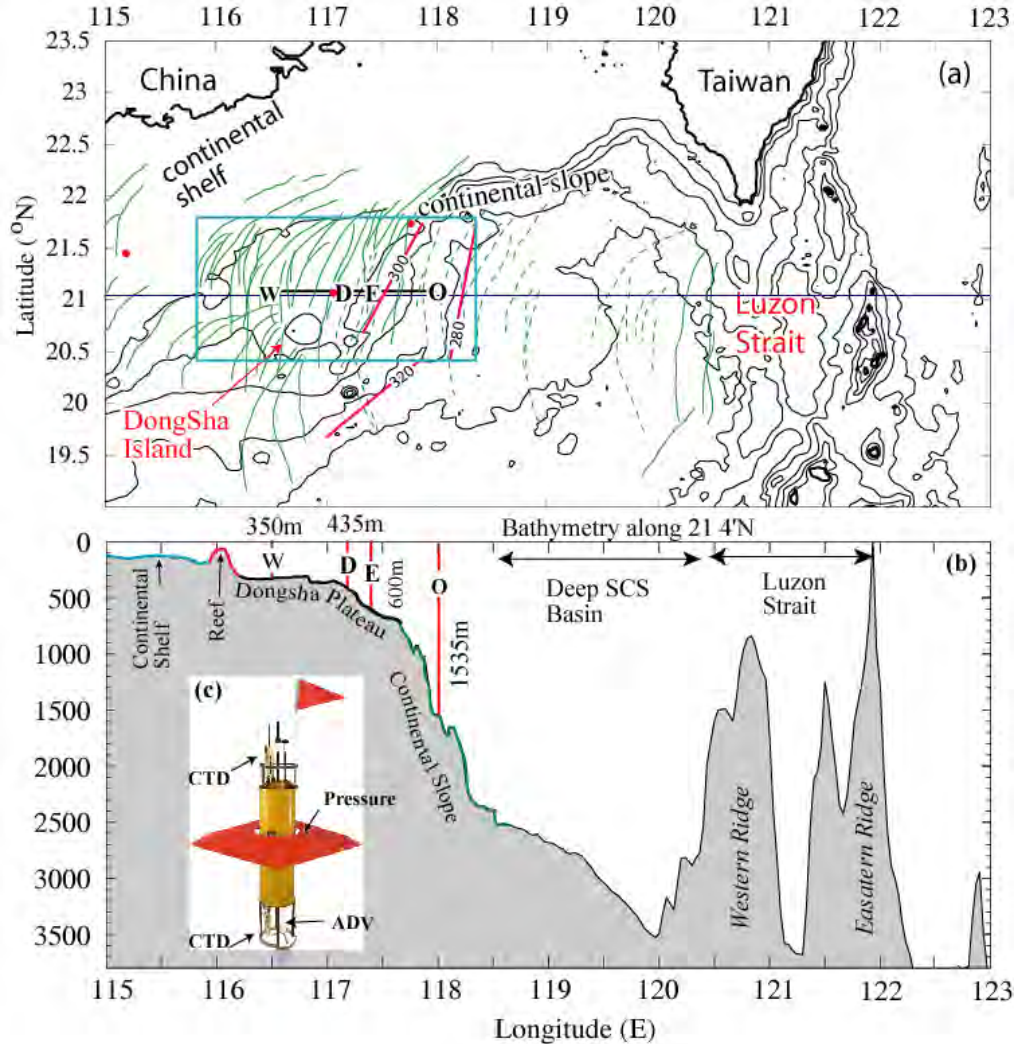 115 116 117 118 119 120 121 122 123
23.5
23
22.5
22
21.5
21
20.5
20
19.5
Latitude (°N)
China
Taiwan
(a)
continental
shelf
continental slope
300
W D E O
280
320
Luzon
Strait
DongSha
Island
350m 435m Bathymetry along 21 4'N
0
500
1000
1500
2000
2500
3000
3500
W D E O (b)
600m
1535m
Deep SCS
Basin
Luzon
Strait
Continental
Shelf
Reef
Dongsha Plateau
Continental Slope
Western Ridge
Easatern Ridge
(c)
CTD
Pressure
ADV
CTD
115 116 117 118 119 120 121 122 123
Longitude (E)